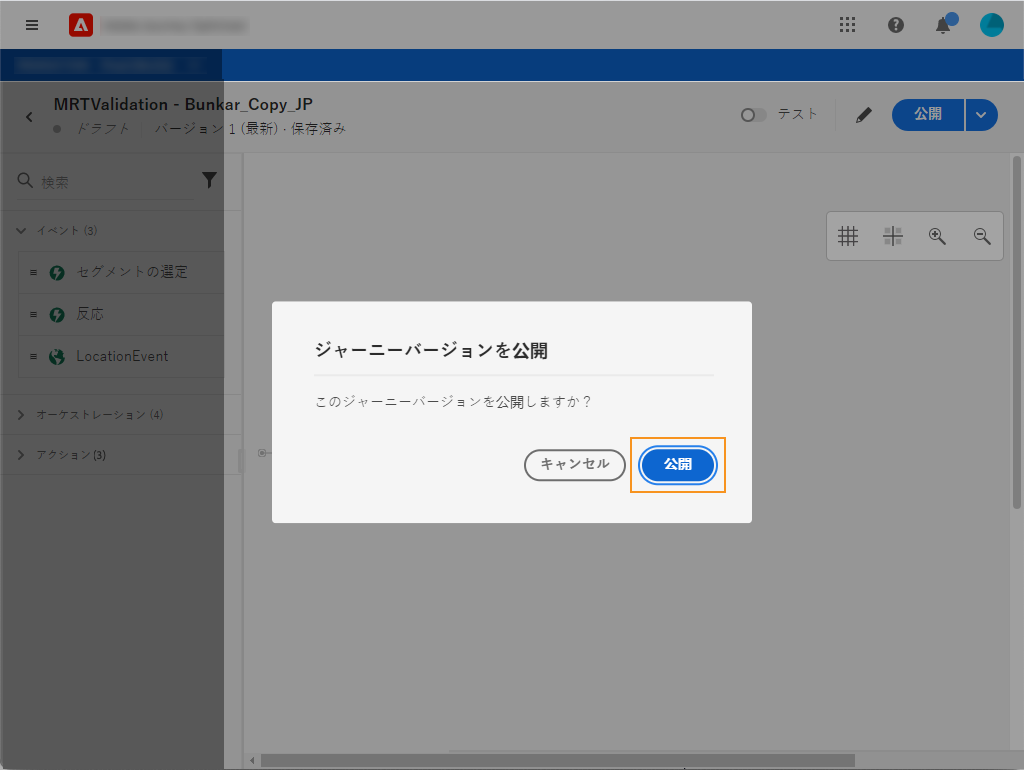 MRTValidation - Bunkar_Copy_JP
ドラフト
バージョン 1 (最新) · 保存済み
テスト
公開
検索
イベント (3)
セグメントの選定
反応
LocationEvent
オーケストレーション (4)
アクション (3)
ジャーニーバージョンを公開
このジャーニーバージョンを公開しますか？
キャンセル
公開